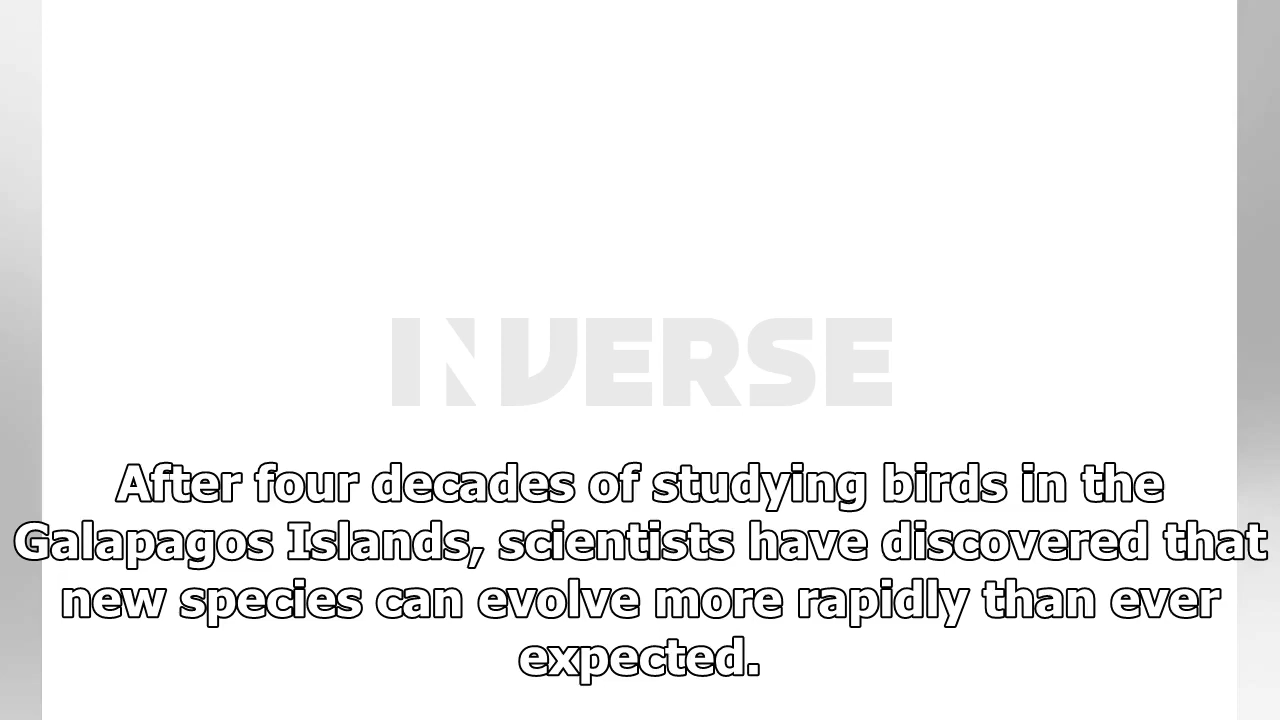 INVERSE
After four decades of studying birds in the
Galapagos Islands, scientists have discovered that
new species can evolve more rapidly than ever
expected.